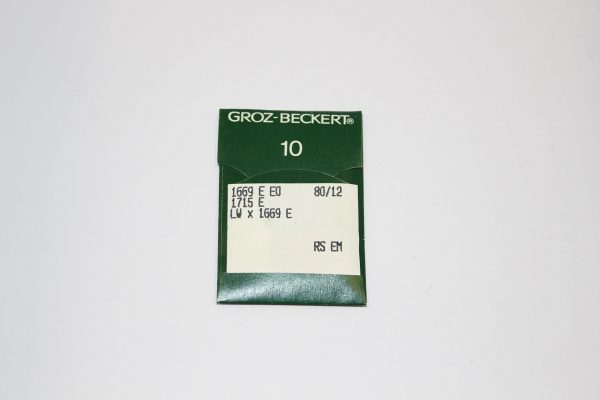 GROZ-BECKERT®
10
1669 E EO 80/12
1715 E
LW x 1669 E
RS EM